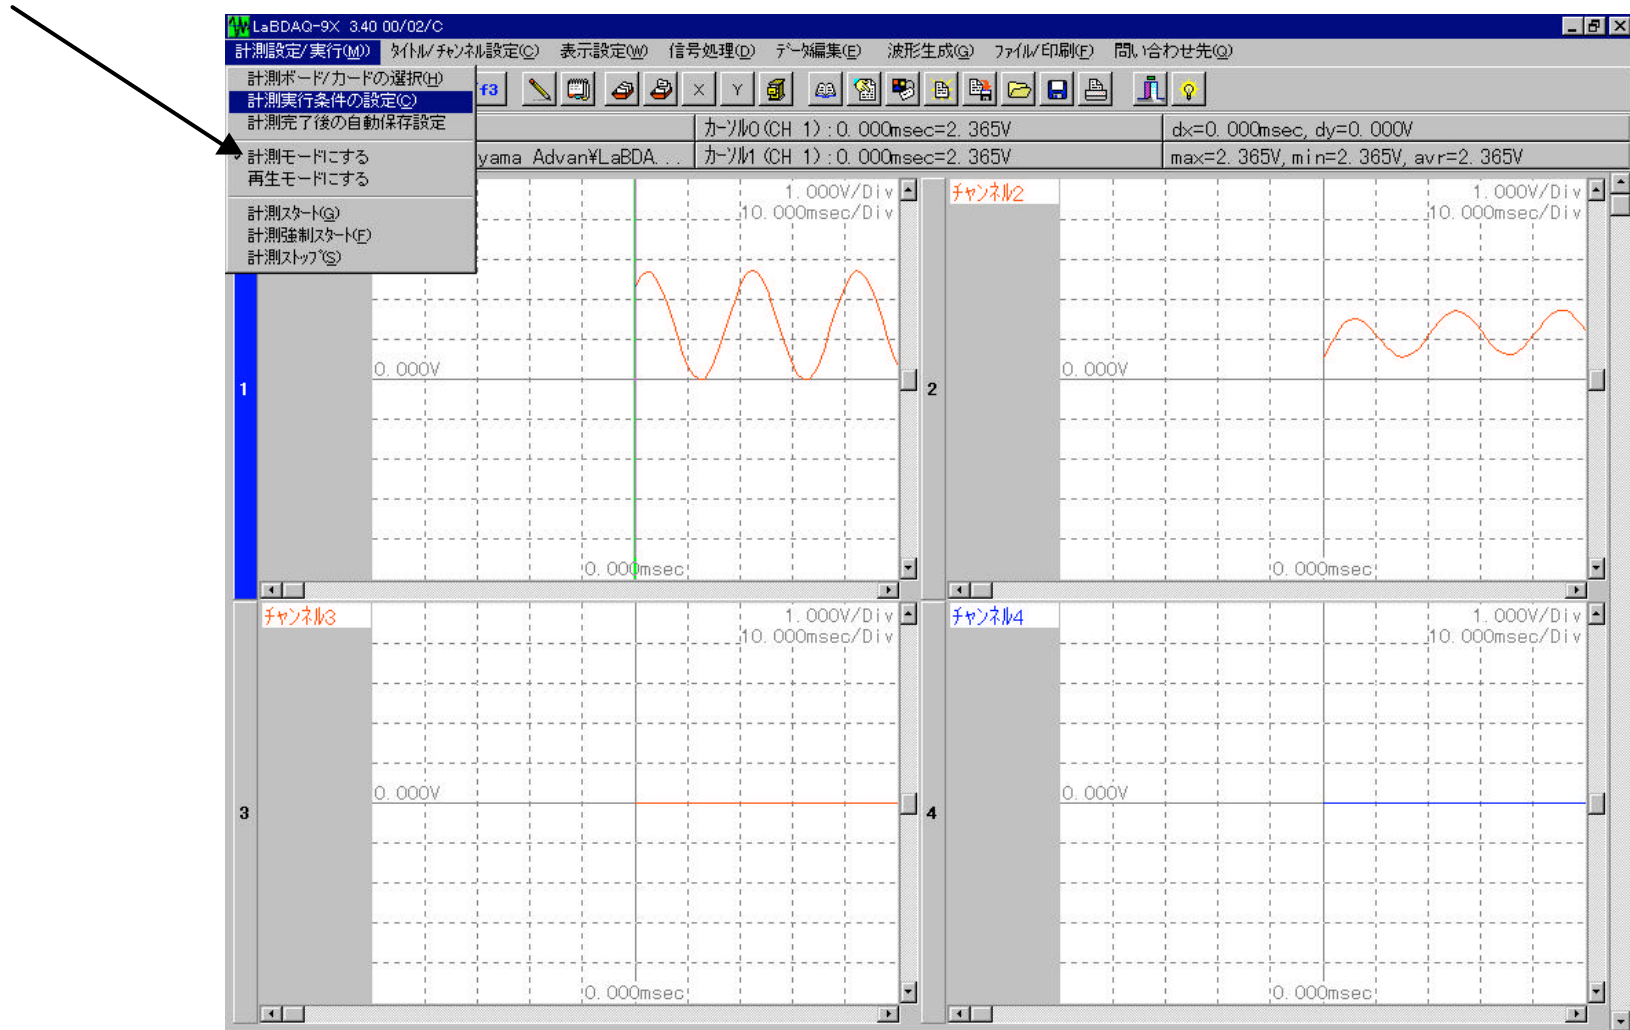 LaBDAQ-9X 3.40 00/02/C
計測設定/実行(M) ﾀｲﾄﾙ/ﾁｬﾝﾈﾙ設定(C) 表示設定(W) 信号処理(D) ﾃﾞｰﾀ編集(E) 波形生成(G) ﾌｧｲﾙ/印刷(F) 問い合わせ先(Q)
計測ボード/カードの選択(H)
計測実行条件の設定(C)
計測完了後の自動保存設定
計測モードにする
再生モードにする
計測ｽﾀｰﾄ(G)
計測強制ｽﾀｰﾄ(F)
計測ｽﾄｯﾌﾟ(S)
f3
X Y
ｶｰｿﾙ0(CH 1):0.000msec=2.365V
dx=0.000msec, dy=0.000V
yama Advan¥LaBDA...
ｶｰｿﾙ1(CH 1):0.000msec=2.365V
max=2.365V, min=2.365V, avr=2.365V
1.000V/Div
10.000msec/Div
0.000V
1
0.000msec
チャンネル2
1.000V/Div
10.000msec/Div
0.000V
2
0.000msec
チャンネル3
1.000V/Div
10.000msec/Div
0.000V
3
0.000msec
チャンネル4
1.000V/Div
10.000msec/Div
0.000V
4
0.000msec